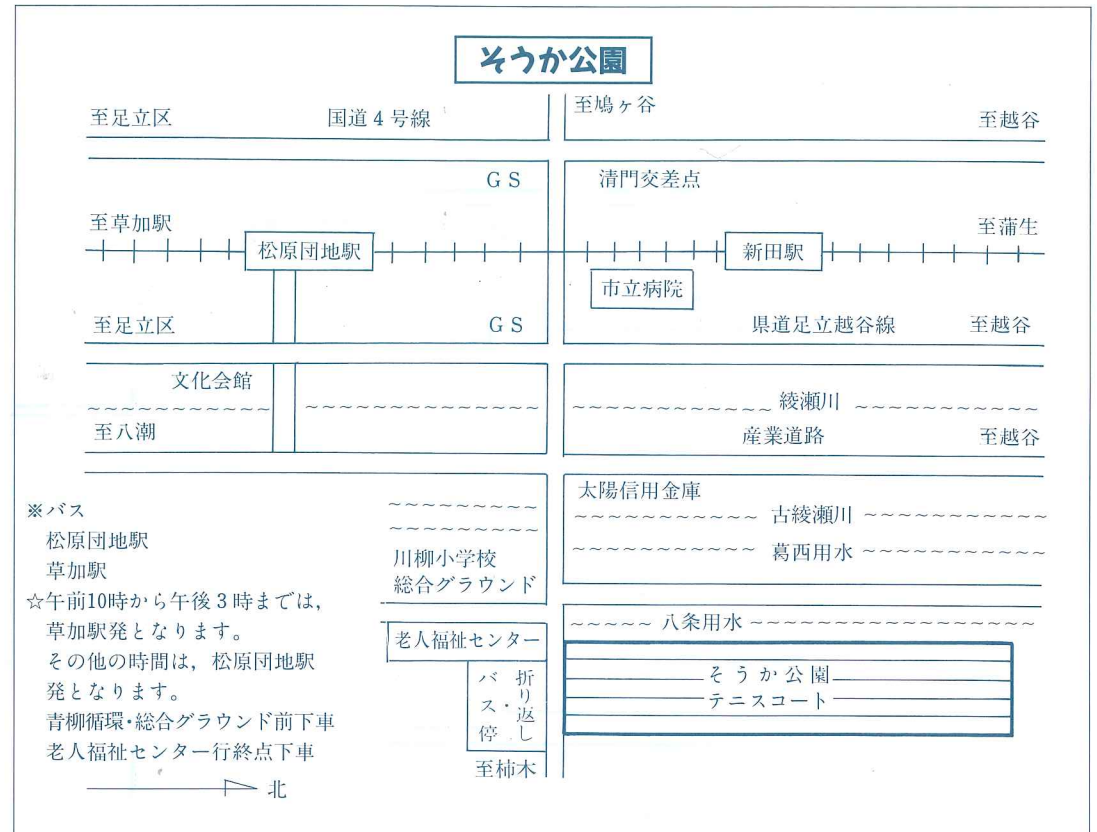 そうか公園
至鳩ヶ谷
至足立区
国道4号線
至越谷
GS
清門交差点
至草加駅
至蒲生
松原団地駅
新田駅
市立病院
至足立区
GS
県道足立越谷線
至越谷
文化会館
綾瀬川
至八潮
産業道路
至越谷
太陽信用金庫
古綾瀬川
葛西用水
川柳小学校
総合グラウンド
八条用水
老人福祉センター
折り返し・
バス停
そうか公園
テニスコート
至柿木
※バス
松原団地駅
草加駅
☆午前10時から午後3時までは,
草加駅発となります。
その他の時間は,松原団地駅
発となります。
青柳循環・総合グラウンド前下車
老人福祉センター行終点下車
北